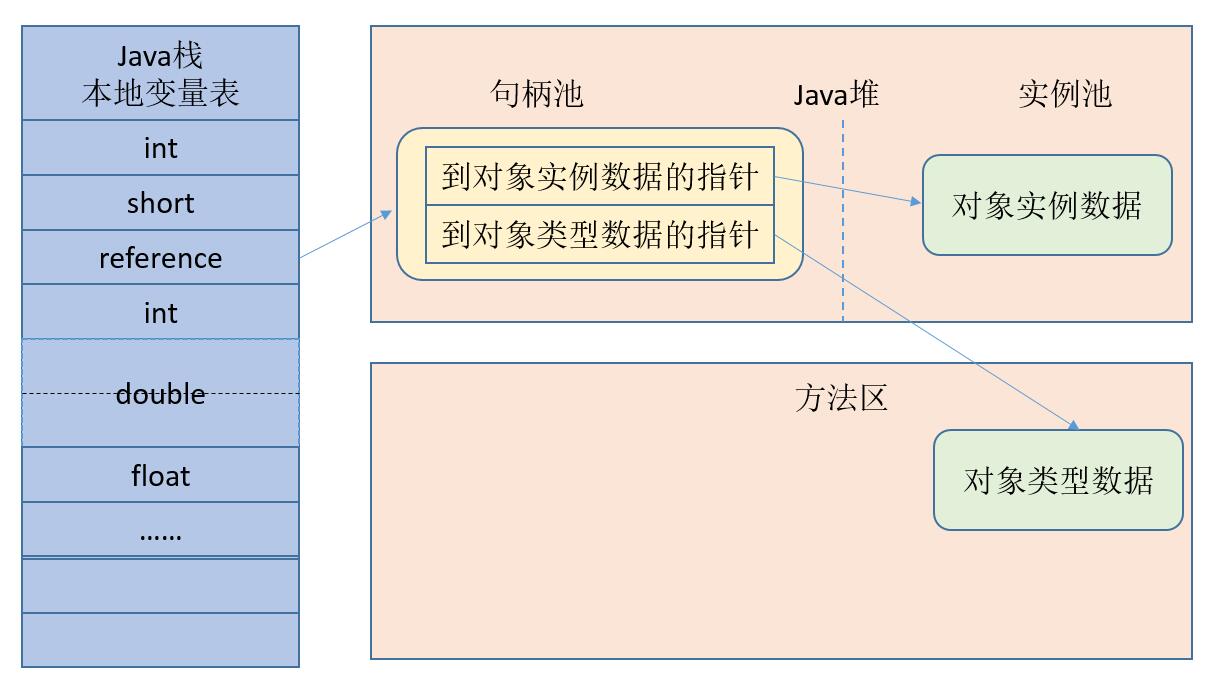 Java栈
本地变量表
int
short
reference
int
double
float
......
句柄池
Java堆
实例池
到对象实例数据的指针
到对象类型数据的指针
对象实例数据
方法区
对象类型数据